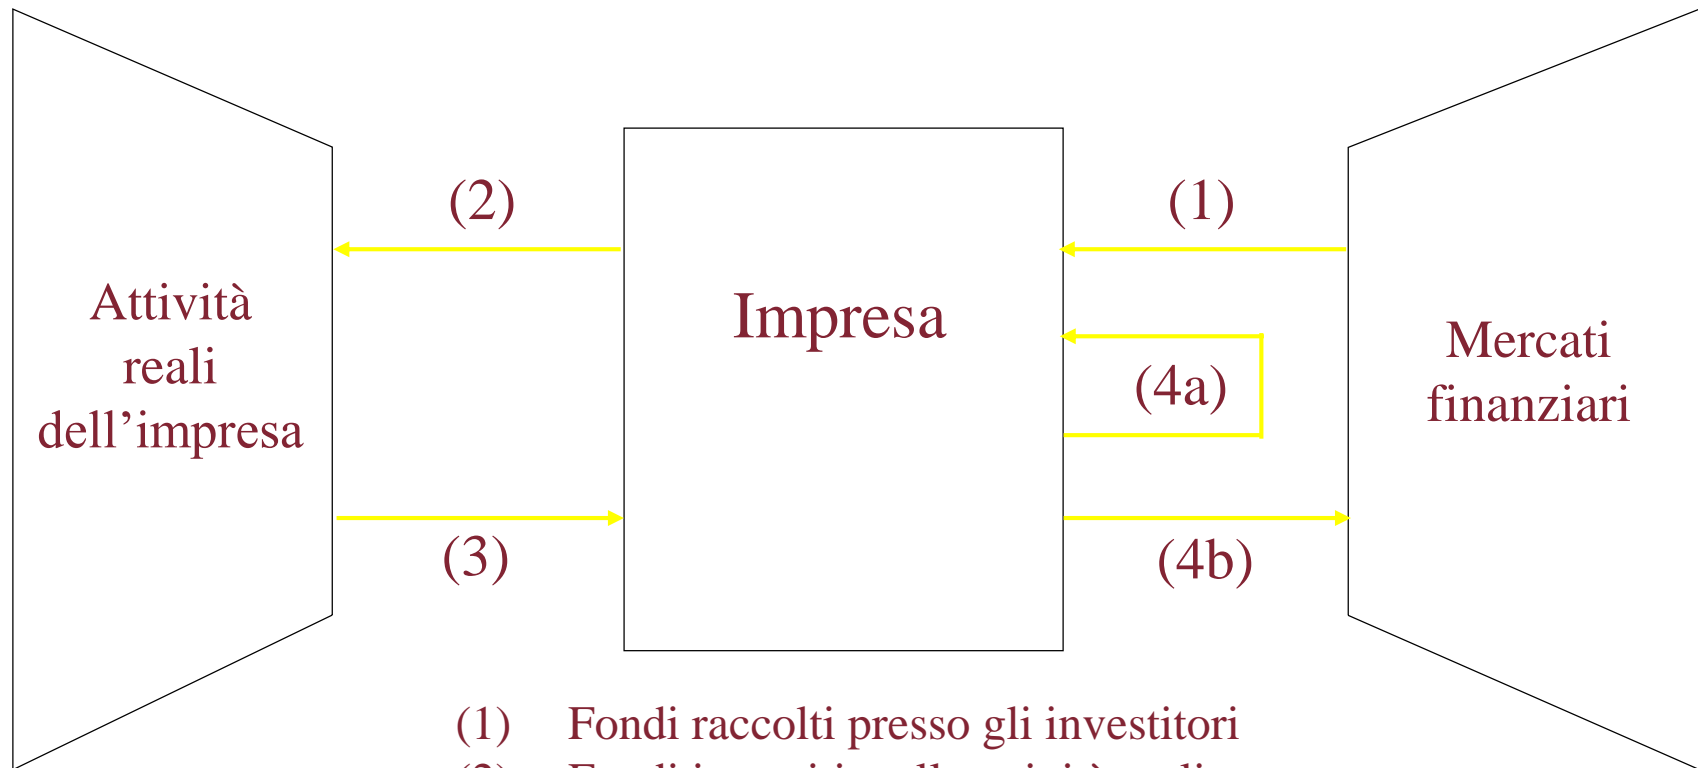 (2)
(1)
Attività
reali
dell’impresa
Impresa
(4a)
Mercati
finanziari
(3)
(4b)
(1) Fondi raccolti presso gli investitori